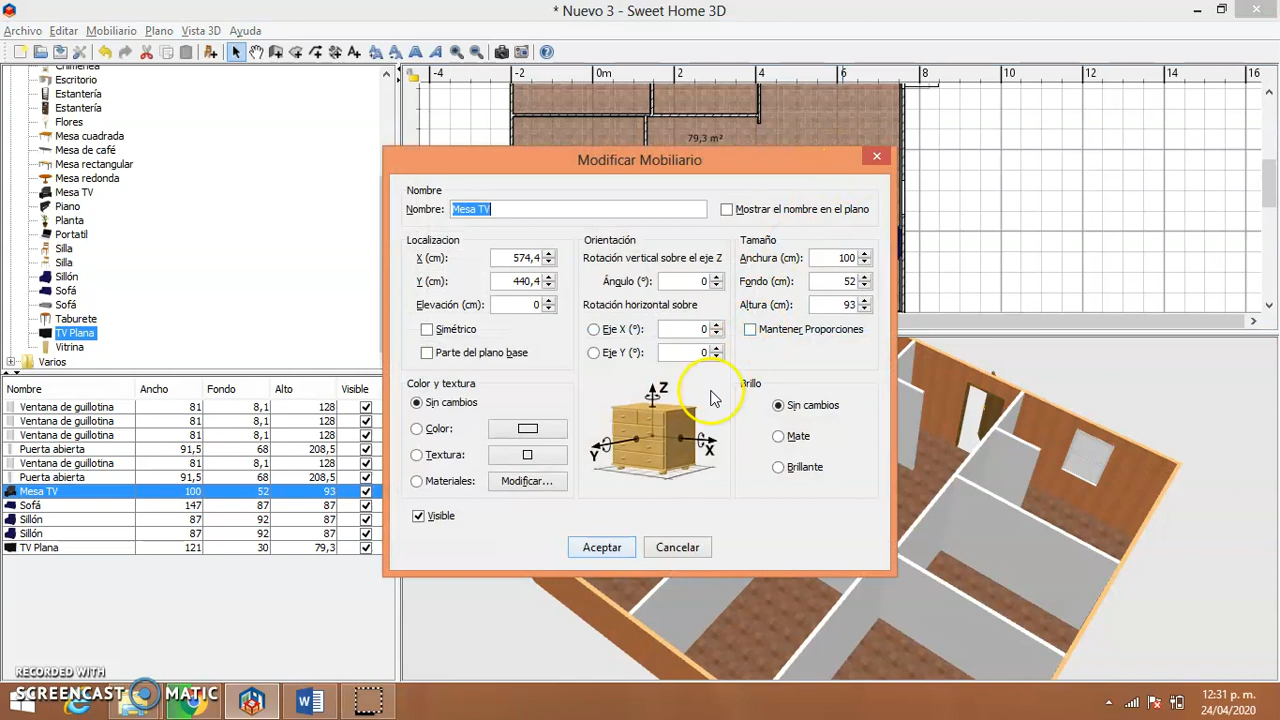 * Nuevo 3 - Sweet Home 3D
Archivo Editar Mobiliario Plano Vista 3D Ayuda
Chimenea
Escritorio
Estantería
Estantería
Flores
Mesa cuadrada
Mesa de café
Mesa rectangular
Mesa redonda
Mesa TV
Piano
Planta
Portatil
Silla
Silla
Sillón
Sofá
Sofá
Taburete
TV Plana
Vitrina
Varios
Nombre Ancho Fondo Alto Visible
Ventana de guillotina 81 8,1 128
Ventana de guillotina 81 8,1 128
Ventana de guillotina 81 8,1 128
Puerta abierta 91,5 68 208,5
Ventana de guillotina 81 8,1 128
Puerta abierta 91,5 68 208,5
Mesa TV 100 52 93
Sofá 147 87 87
Sillón 87 92 87
Sillón 87 92 87
TV Plana 121 30 79,3
-4 -2 0m 2 4 6 8 10 12 14 16
79,3 m²
Modificar Mobiliario
Nombre
Nombre: Mesa TV Mostrar el nombre en el plano
Localizacion
X (cm): 574,4
Y (cm): 440,4
Elevación (cm): 0
Simétrico
Parte del plano base
Orientación
Rotación vertical sobre el eje Z
Ángulo (°): 0
Rotación horizontal sobre
Eje X (°): 0
Eje Y (°): 0
Z
Y
X
Tamaño
Anchura (cm): 100
Fondo (cm): 52
Altura (cm): 93
Mantener Proporciones
Color y textura
Sin cambios
Color:
Textura:
Materiales: Modificar...
Brillo
Sin cambios
Mate
Brillante
Visible
Aceptar Cancelar
RECORDED WITH
SCREENCAST MATIC
12:31 p. m.
24/04/2020